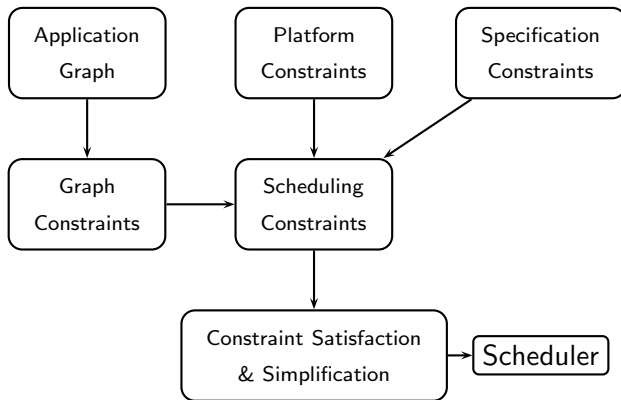 Application
Graph
Platform
Constraints
Specification
Constraints
Graph
Constraints
Scheduling
Constraints
Constraint Satisfaction
& Simplification
Scheduler